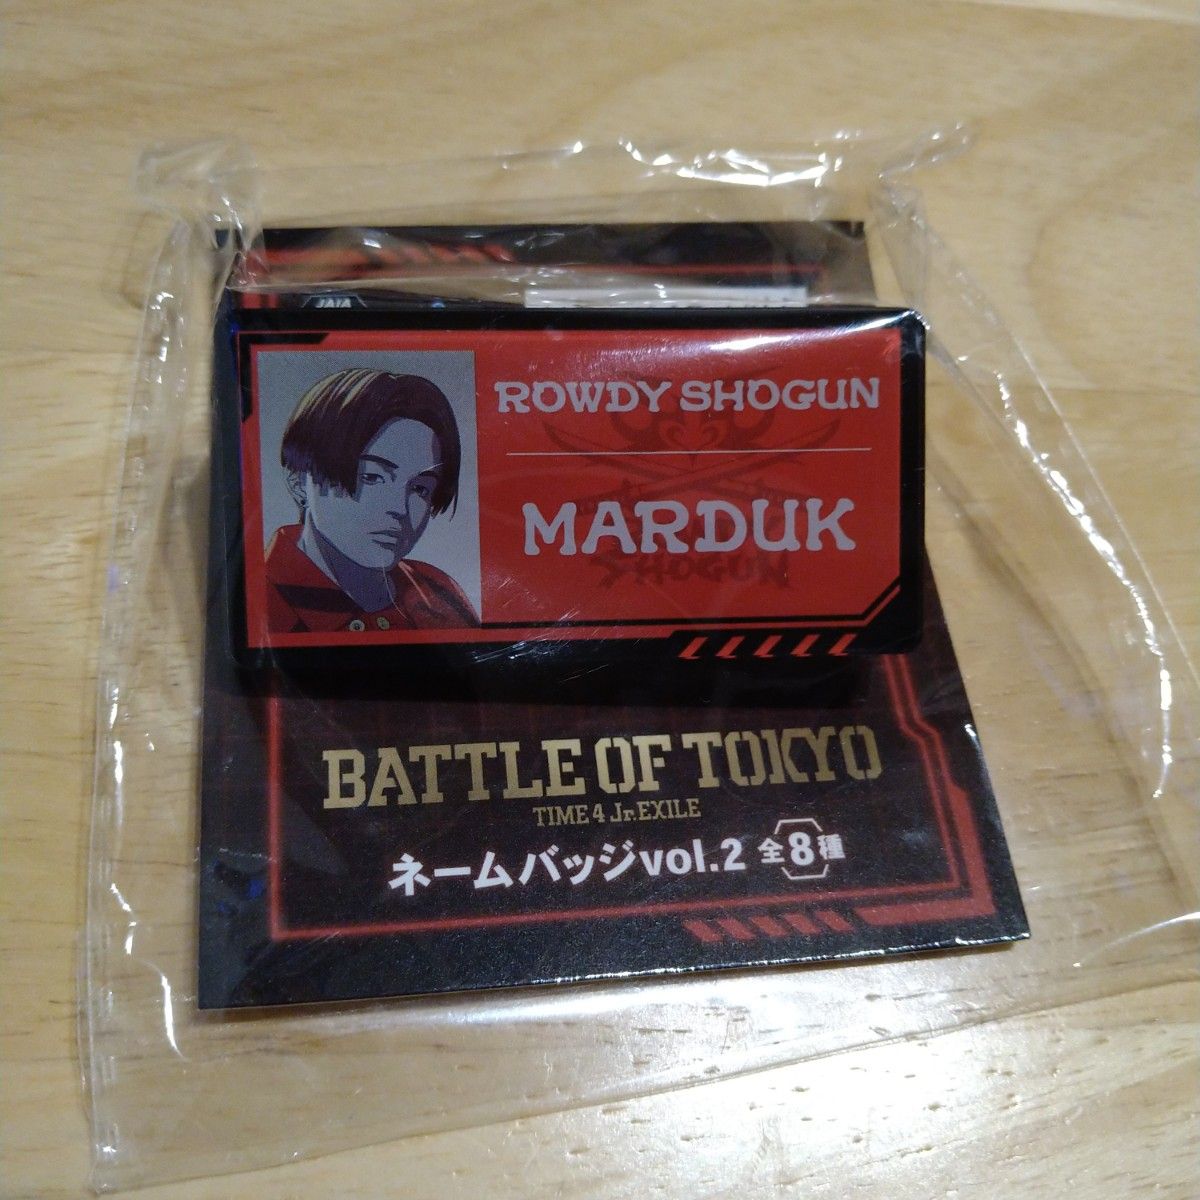 ROWDY SHOGUN
MARDUK
SHOGUN
BATTLE OF TOKYO
TIME 4 Jr.EXILE
ネームバッジvol.2 全8種